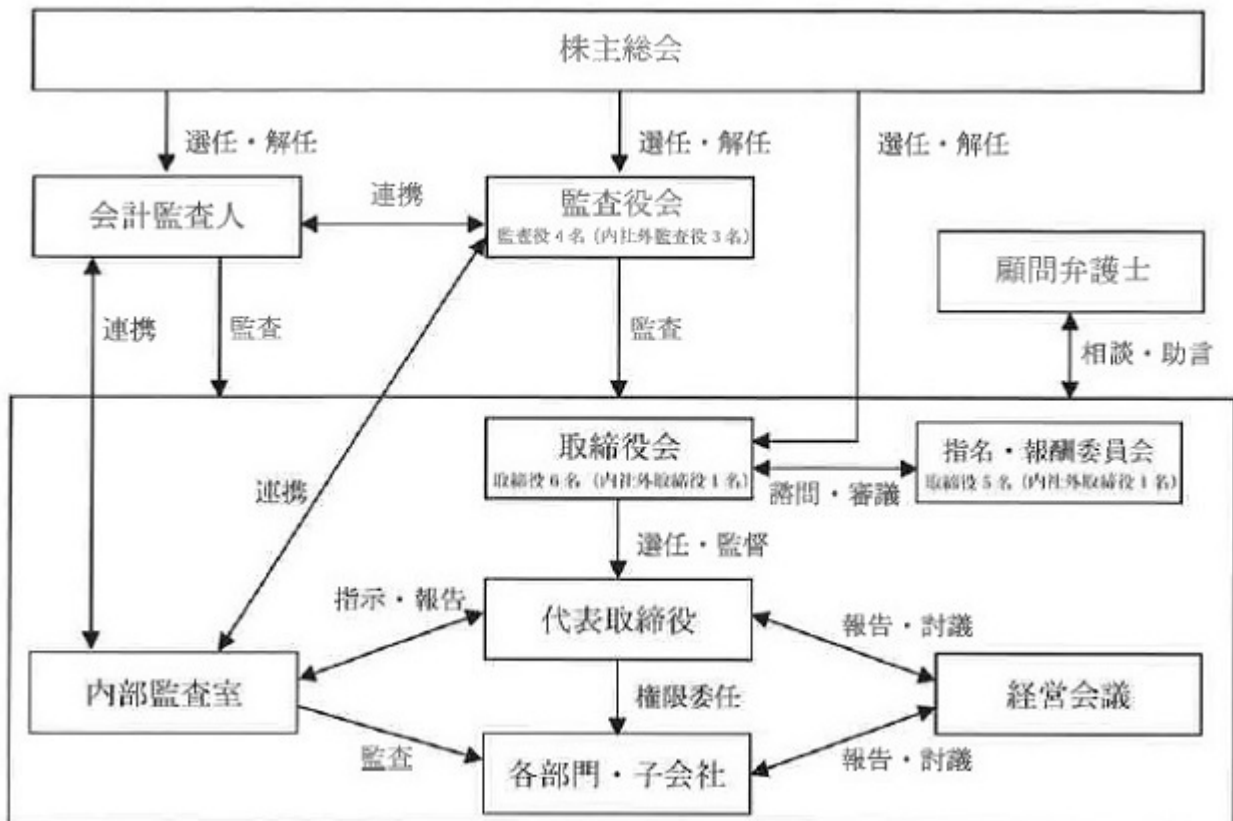 株主総会
選任・解任
選任・解任
選任・解任
会計監査人
連携
監査役会
監査役4名(内社外監査役3名)
顧問弁護士
連携
監査
監査
相談・助言
取締役会
取締役6名(内社外取締役1名)
指名・報酬委員会
取締役5名(内社外取締役1名)
連携
諮問・審議
選任・監督
指示・報告
代表取締役
報告・討議
内部監査室
権限委任
経営会議
監査
各部門・子会社
報告・討議